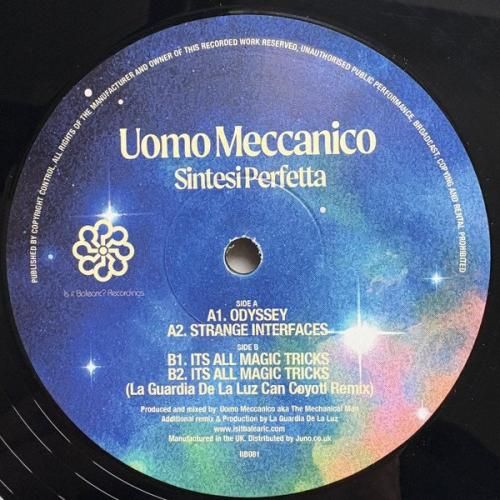 PUBLISHED BY COPYRIGHT CONTROL. ALL RIGHTS OF THE MANUFACTURER AND OWNER OF THIS RECORDED WORK RESERVED, UNAUTHORISED PUBLIC PERFORMANCE, BROADCAST, COPYING AND RENTAL PROHIBITED
Uomo Meccanico
Sintesi Perfetta
Is it Balearic? Recordings
SIDE A
A1. ODYSSEY
A2. STRANGE INTERFACES
SIDE B
B1. ITS ALL MAGIC TRICKS
B2. ITS ALL MAGIC TRICKS
(La Guardia De La Luz Can Coyoti Remix)
Produced and mixed by: Uomo Meccanico aka The Mechanical Man
Additional remix & Production by La Guardia De La Luz
www.isitbalearic.com
Manufactured in the UK. Distributed by Juno.co.uk
IIB081